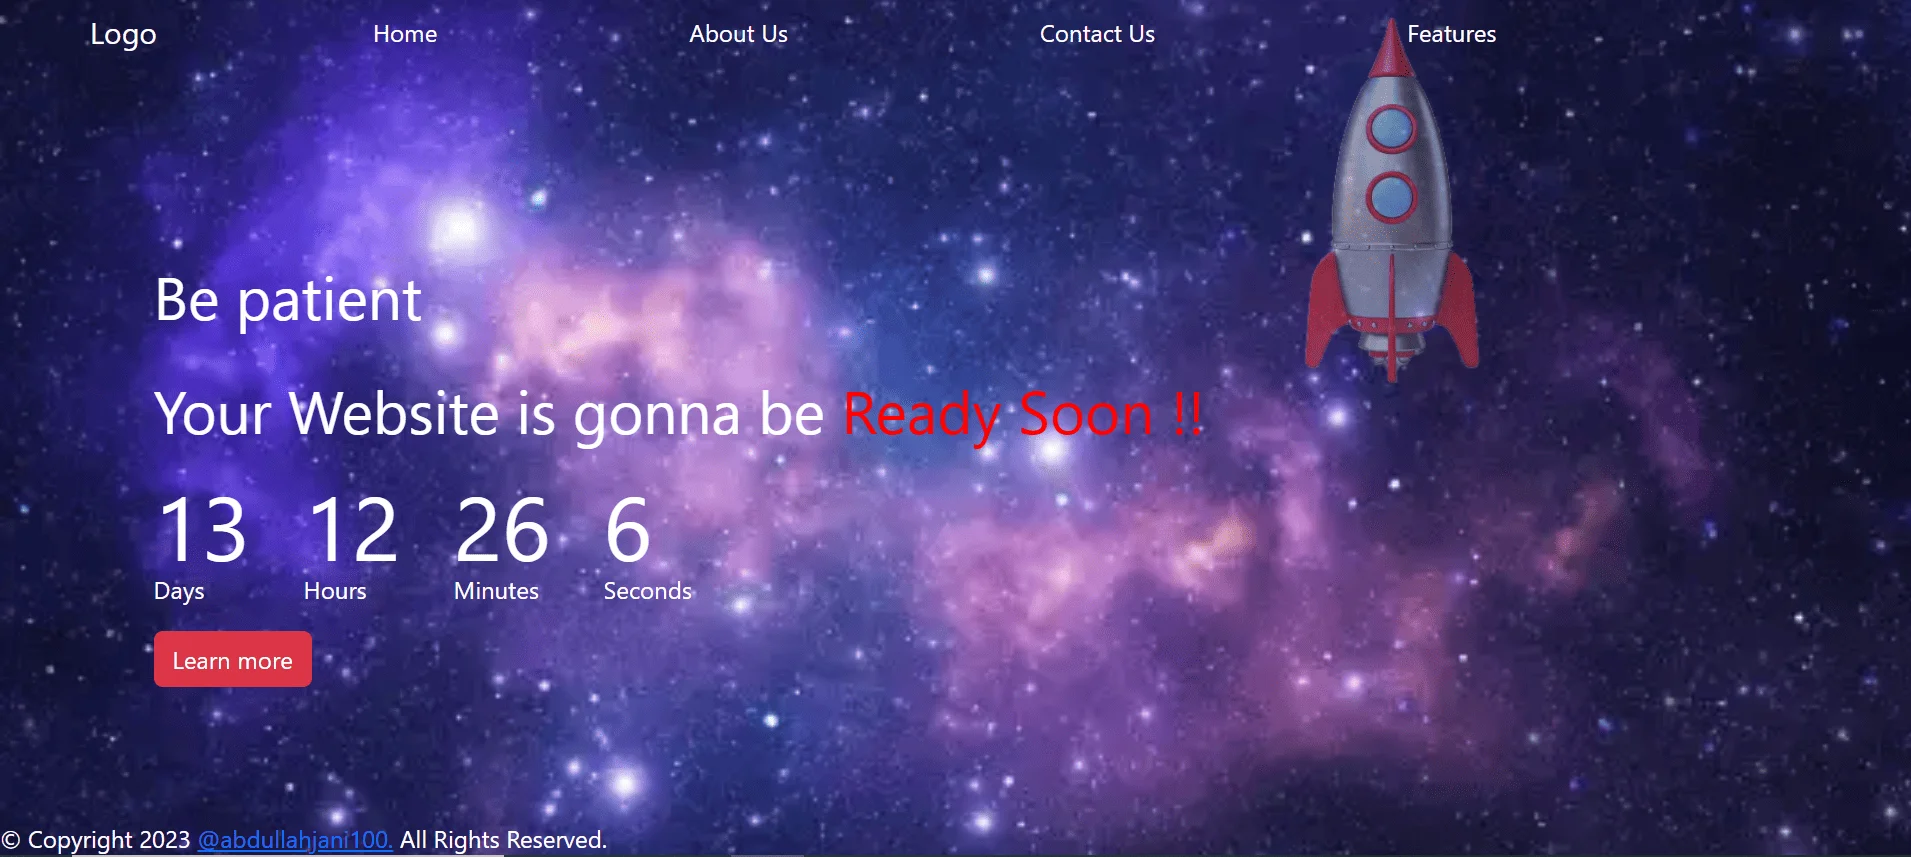 Logo Home About Us Contact Us Features
Be patient
Your Website is gonna be Ready Soon !!
13 12 26 6
Days Hours Minutes Seconds
Learn more
© Copyright 2023 @abdullahjani100. All Rights Reserved.